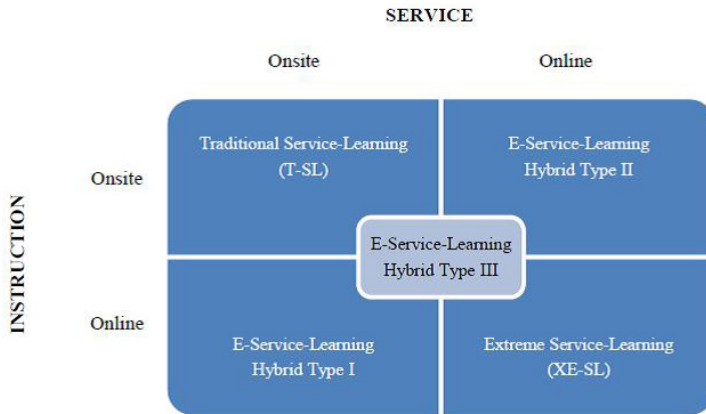 SERVICE
Onsite
Online
INSTRUCTION
Onsite
Traditional Service-Learning
(T-SL)
E-Service-Learning
Hybrid Type II
E-Service-Learning
Hybrid Type III
Online
E-Service-Learning
Hybrid Type I
Extreme Service-Learning
(XE-SL)